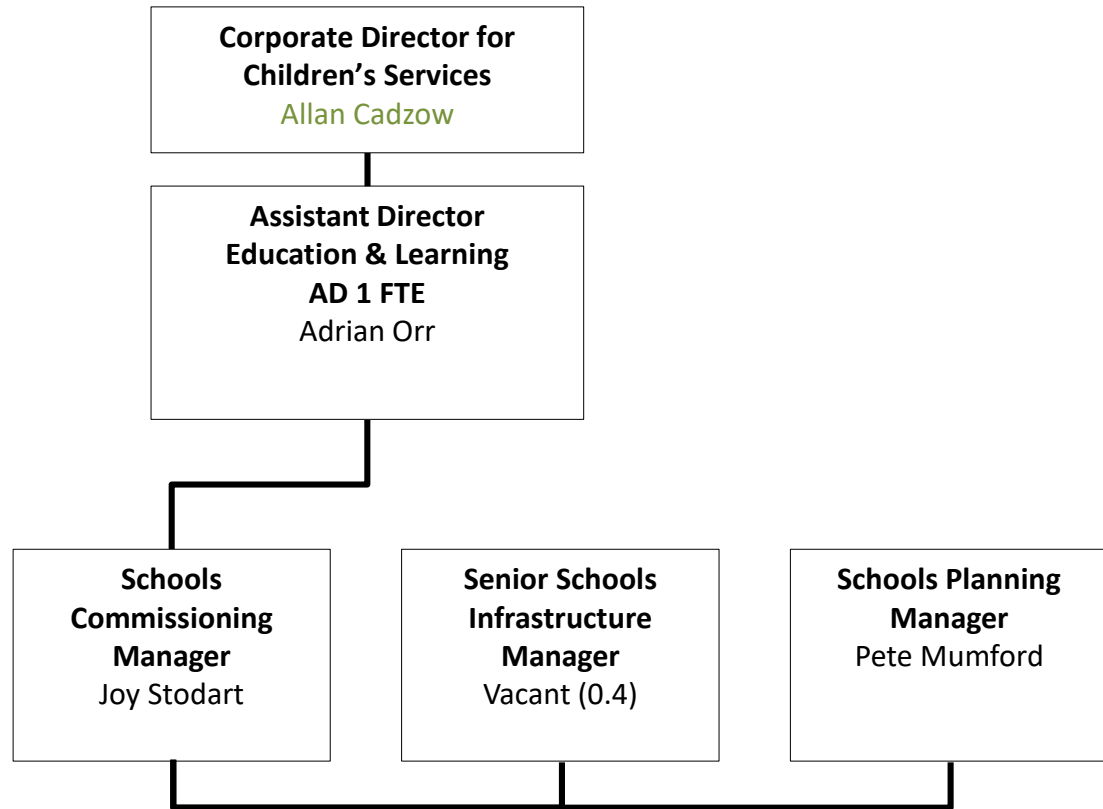 Corporate Director for
Children’s Services
Allan Cadzow
Assistant Director
Education & Learning
AD 1 FTE
Adrian Orr
Schools
Commissioning
Manager
Joy Stodart
Senior Schools
Infrastructure
Manager
Vacant (0.4)
Schools Planning
Manager
Pete Mumford